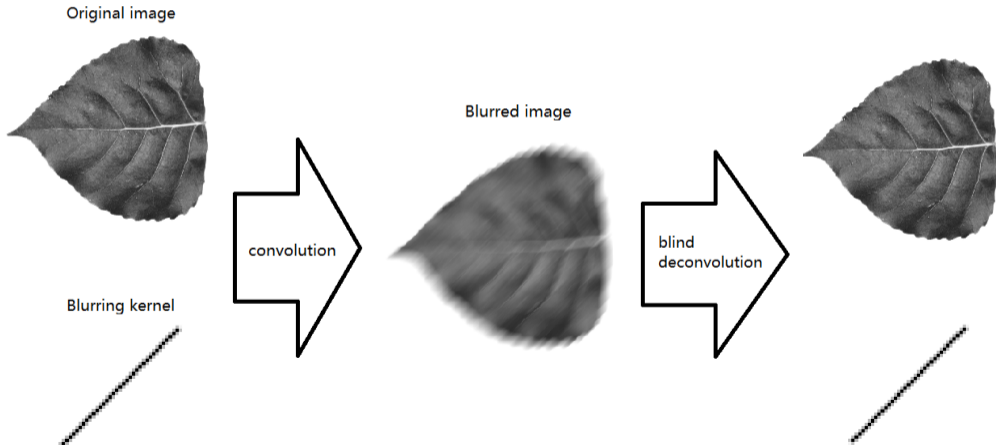 Original image
Blurring kernel
convolution
Blurred image
blind
deconvolution